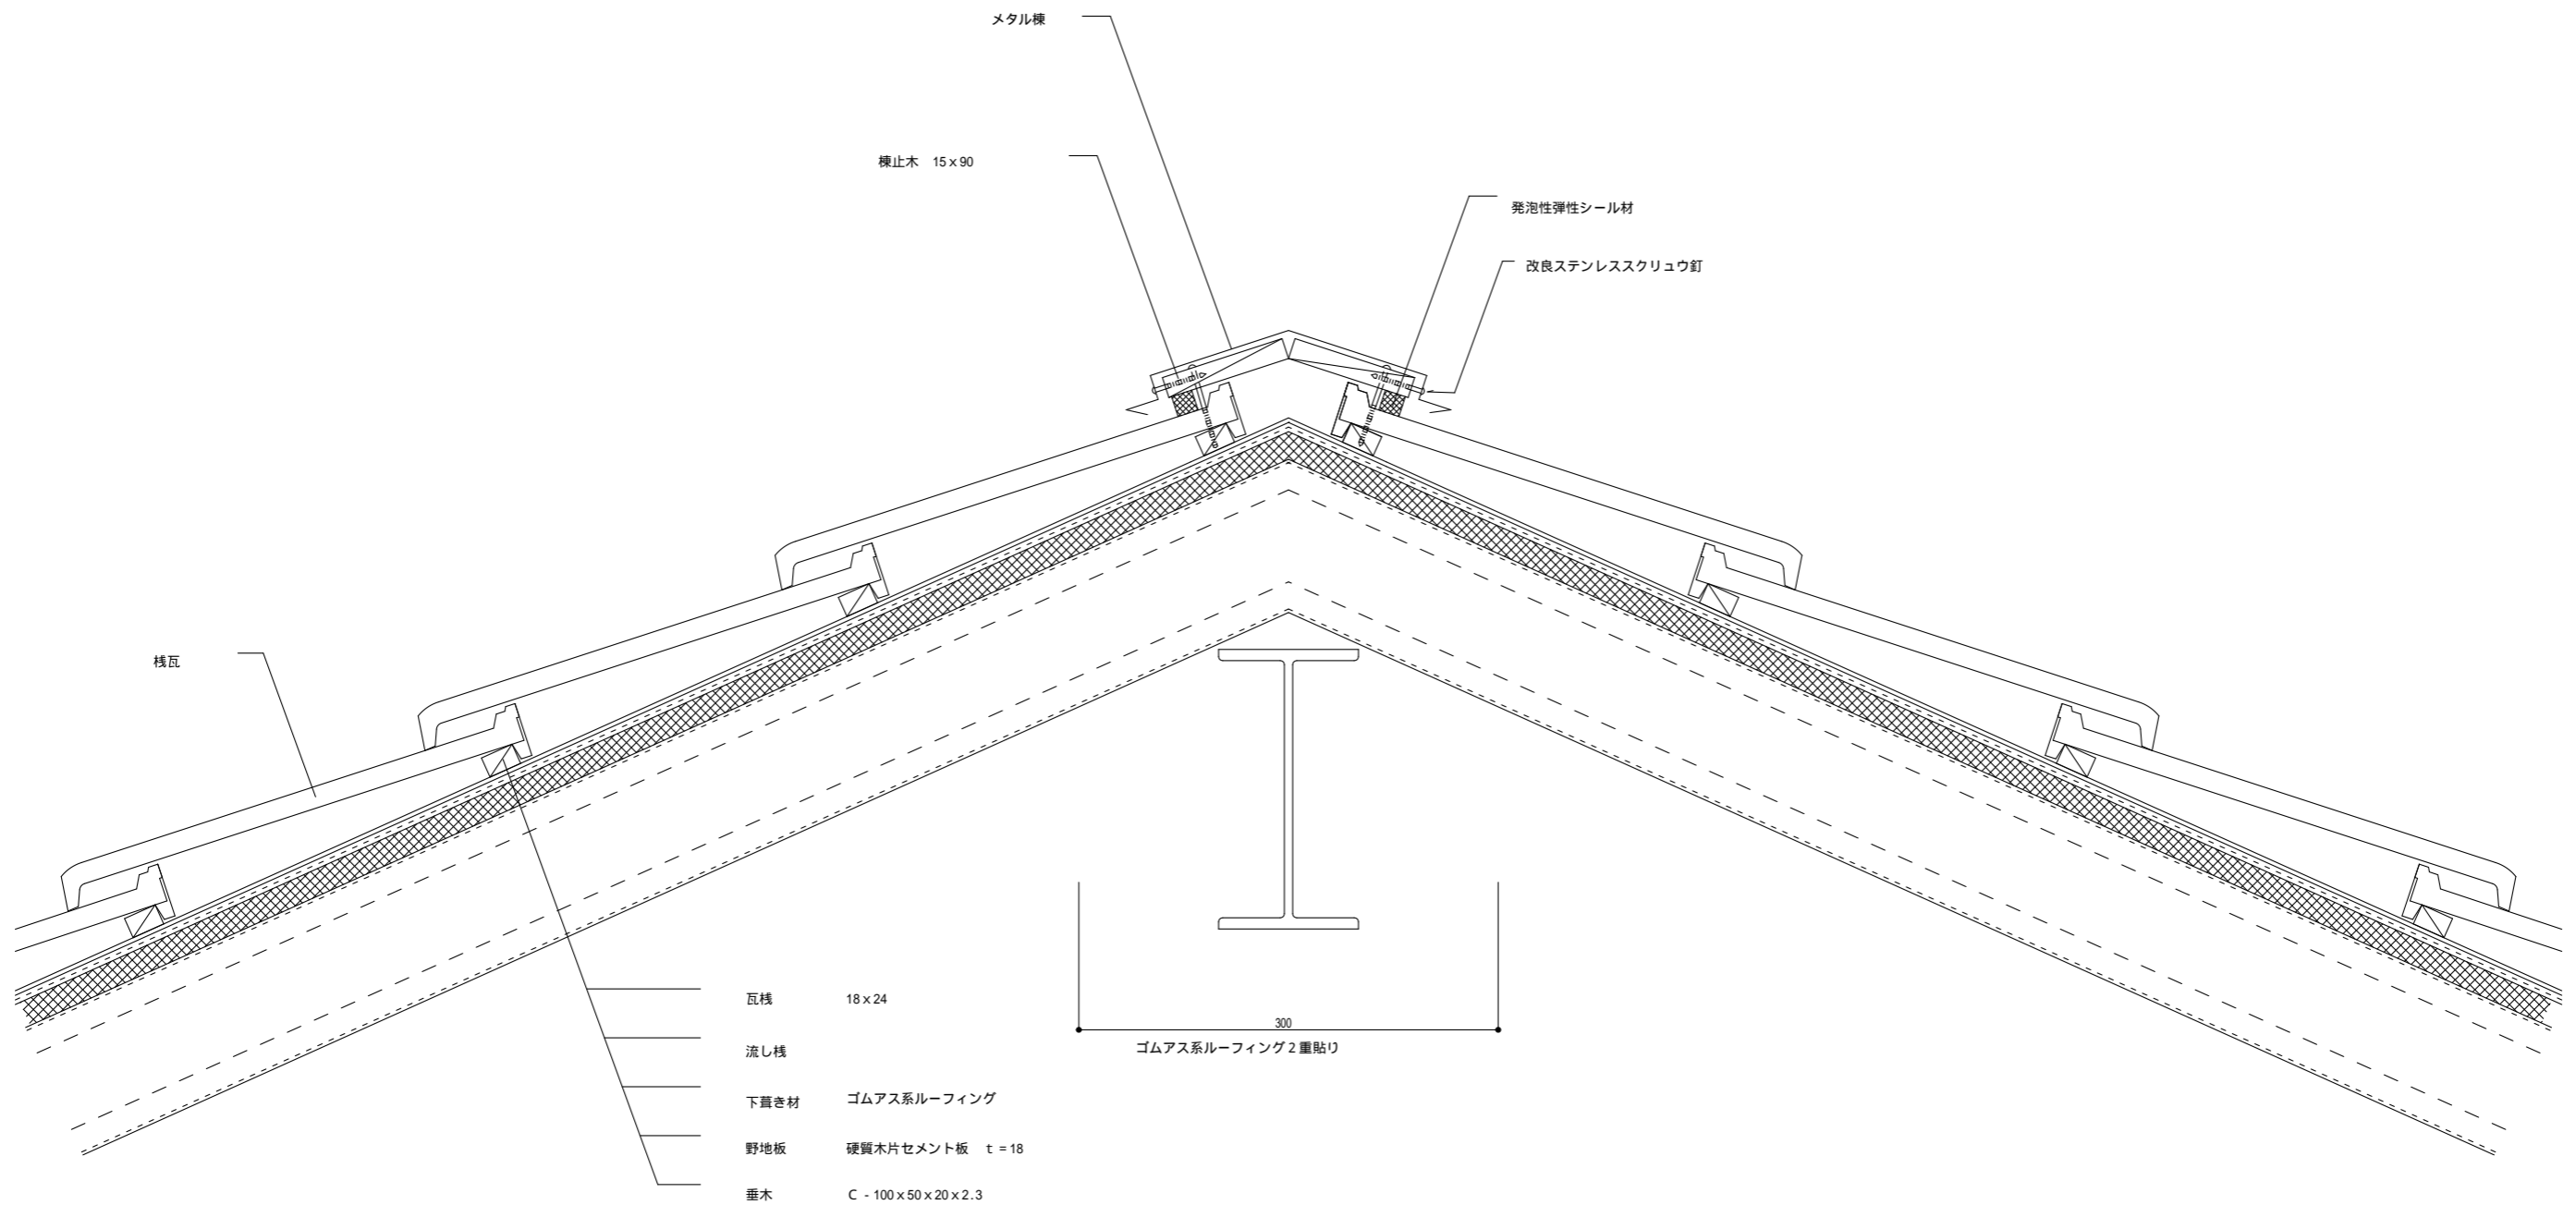 メタル棟
棟止木 15x90
発泡性弾性シール材
改良ステンレススクリュウ釘
桟瓦
瓦桟 18x24
流し桟
下葺き材 ゴムアス系ルーフィング
野地板 硬質木片セメント板 t=18
垂木 C-100x50x20x2.3
300
ゴムアス系ルーフィング2重貼り